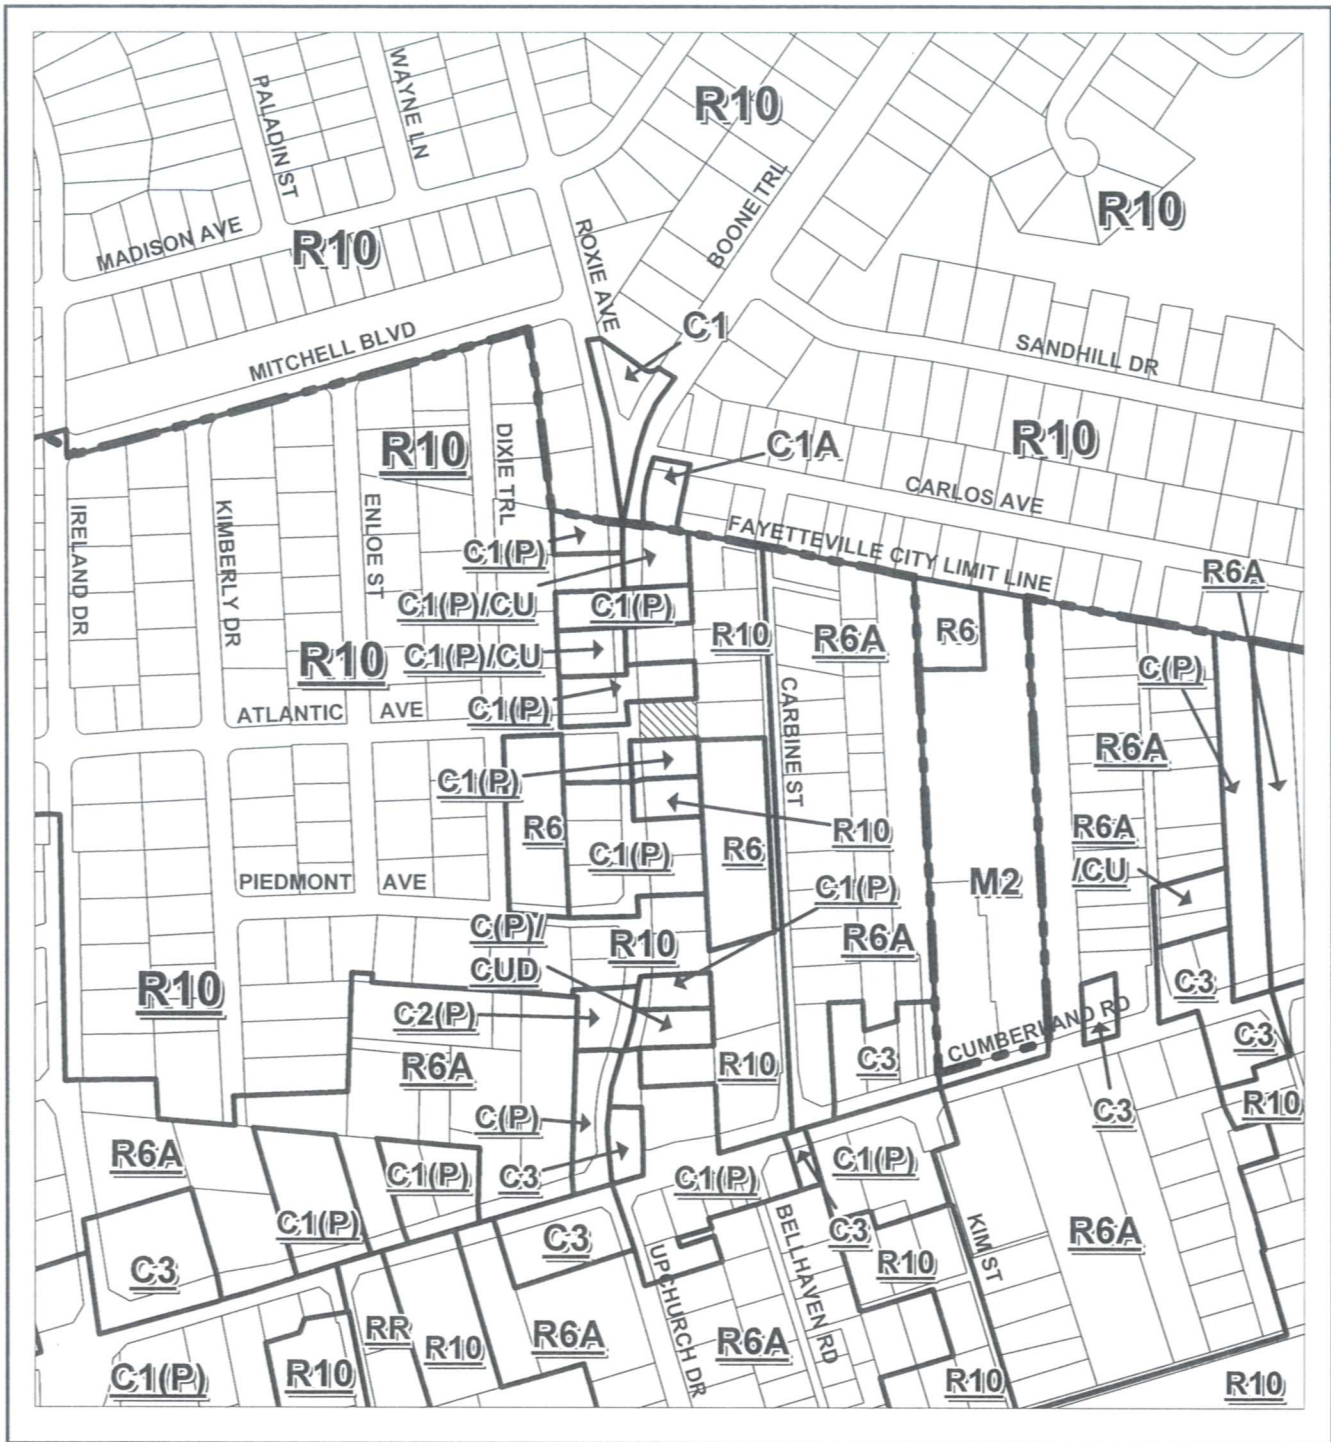 WAYNE LN
PALADIN ST
R10
BOONE TRL
R10
MADISON AVE
R10
ROXIE AVE
MITCHELL BLVD
C1
SANDHILL DR
R10
DIXIE TRL
C1A
R10
CARLOS AVE
IRELAND DR
KIMBERLY DR
ENLOE ST
FAYETTEVILLE CITY LIMIT LINE
C1(P)
R6A
C1(P)/CU
C1(P)
R10
R6A
R6
C1(P)/CU
R10
C(P)
C1(P)
CARBINE ST
ATLANTIC AVE
R6A
C1(P)
R6
R10
R6A
/CU
C1(P)
R6
PIEDMONT AVE
M2
C1(P)
C(P)/
CUD
R10
R6A
R10
C3
C2(P)
CUMBERLAND RD
C3
R6A
R10
C3
C(P)
C3
R10
R6A
C1(P)
C3
C1(P)
C1(P)
C1(P)
C3
C3
C3
UPCHURCH DR
BELLHAVEN RD
R10
KIM ST
R6A
RR
R10
R6A
R6A
C1(P)
R10
R10
R10